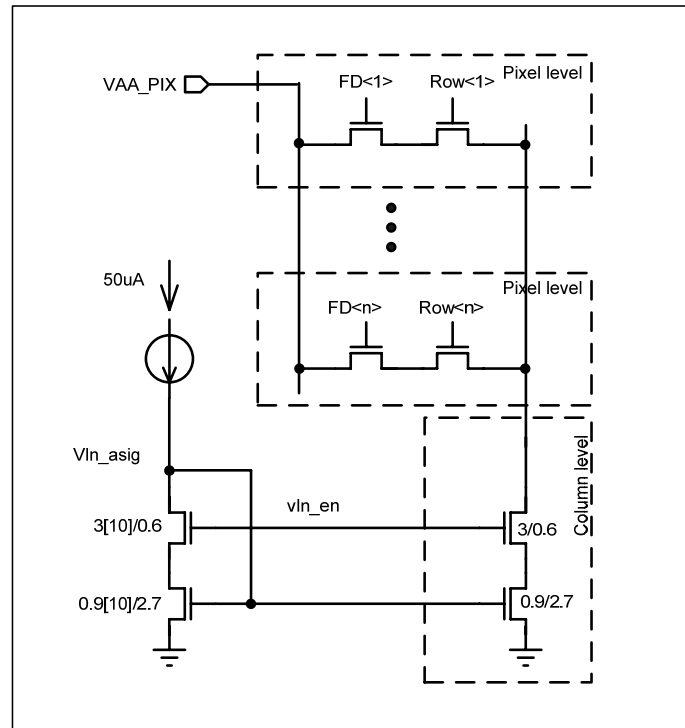 Pixel level
VAA_PIX
FD<1>
Row<1>
50uA
Pixel level
FD<n>
Row<n>
Vln_asig
vln_en
Column level
3[10]/0.6
3/0.6
0.9[10]/2.7
0.9/2.7